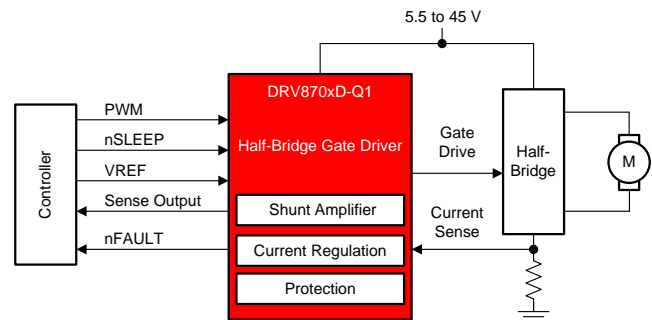 5.5 to 45 V
DRV870xD-Q1
Half-Bridge Gate Driver
Controller
PWM
nSLEEP
VREF
Sense Output
nFAULT
Shunt Amplifier
Current Regulation
Protection
Gate
Drive
Current
Sense
Half-
Bridge
M